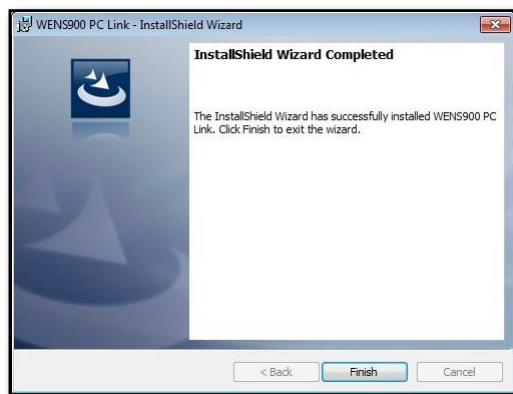 WENS900 PC Link - InstallShield Wizard
InstallShield Wizard Completed
The InstallShield Wizard has successfully installed WENS900 PC
Link. Click Finish to exit the wizard.
< Back
Finish
Cancel